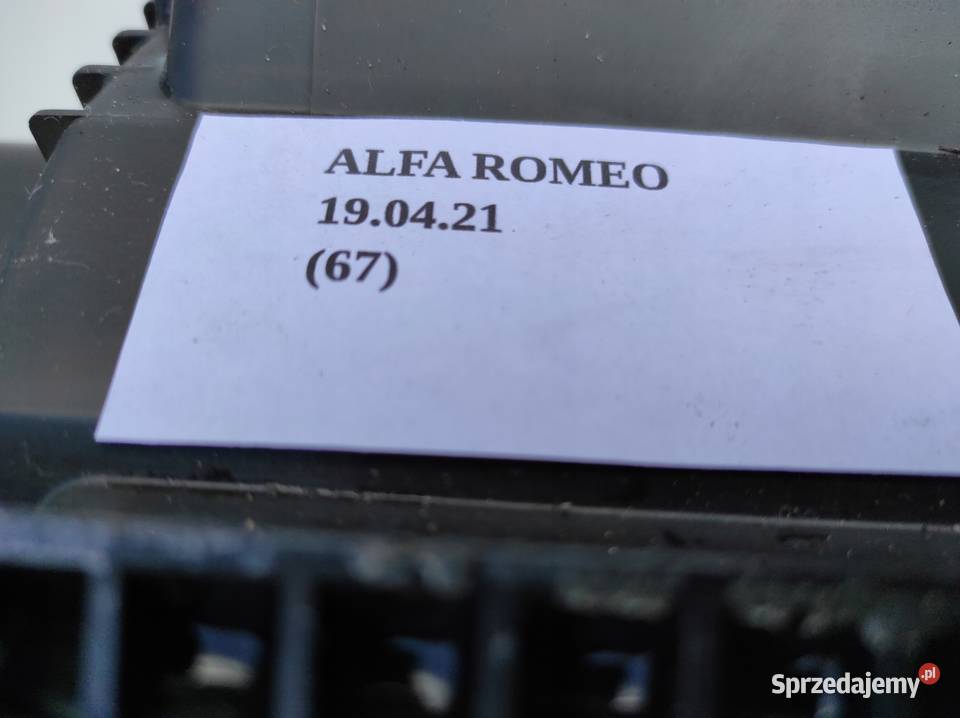 ALFA ROMEO
19.04.21
(67)
Sprzedajemy.pl